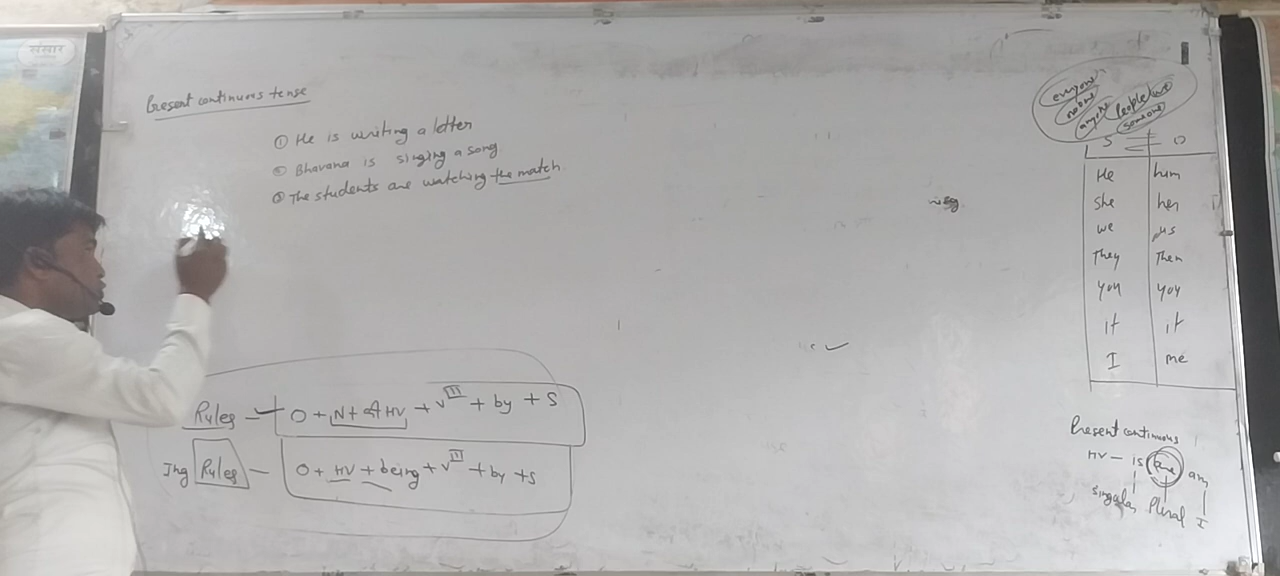 संस्कार
Present continuous tense
① He is writing a letter
② Bhavana is singing a song
③ The students are watching the match.
Rules - O + N + A HV + V III + by + S
Ing Rules - O + HV + being + V III + by + S
everyone
noone
anyone People
someone
S O
He him
She her
we us
They Them
you you
it it
I me
Present continuous
HV - is are am
singular Plural I